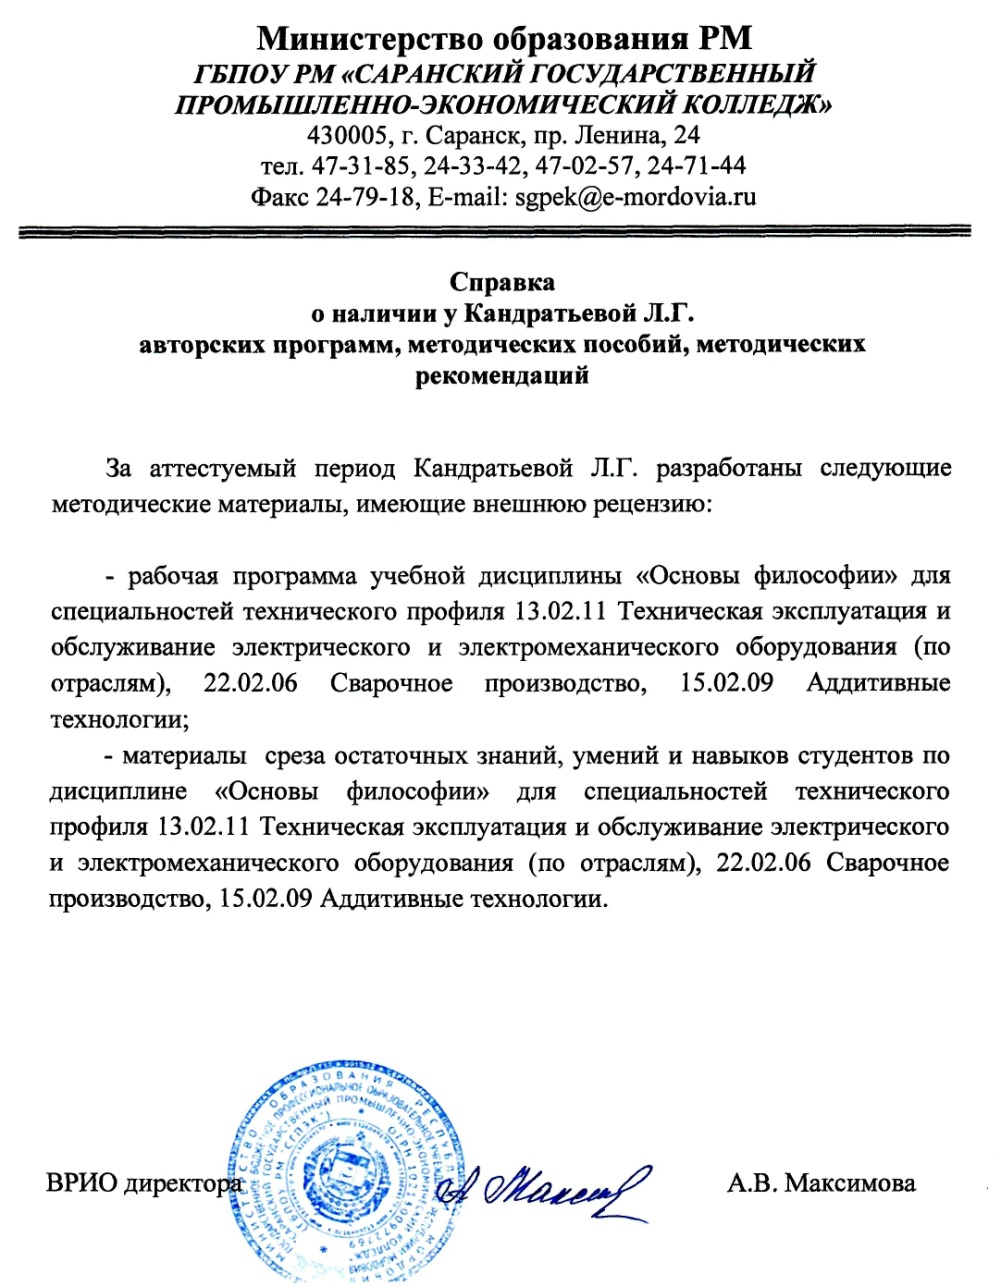 Министерство образования РМ
ГБПОУ РМ «САРАНСКИЙ ГОСУДАРСТВЕННЫЙ
ПРОМЫШЛЕННО-ЭКОНОМИЧЕСКИЙ КОЛЛЕДЖ»
430005, г. Саранск, пр. Ленина, 24
тел. 47-31-85, 24-33-42, 47-02-57, 24-71-44
Факс 24-79-18, E-mail: sgpek@e-mordovia.ru
Справка
о наличии у Кандратьевой Л.Г.
авторских программ, методических пособий, методических
рекомендаций
За аттестуемый период Кандратьевой Л.Г. разработаны следующие
методические материалы, имеющие внешнюю рецензию:
- рабочая программа учебной дисциплины «Основы философии» для
специальностей технического профиля 13.02.11 Техническая эксплуатация и
обслуживание электрического и электромеханического оборудования (по
отраслям), 22.02.06 Сварочное производство, 15.02.09 Аддитивные
технологии;
- материалы среза остаточных знаний, умений и навыков студентов по
дисциплине «Основы философии» для специальностей технического
профиля 13.02.11 Техническая эксплуатация и обслуживание электрического
и электромеханического оборудования (по отраслям), 22.02.06 Сварочное
производство, 15.02.09 Аддитивные технологии.
ВРИО директора
А.В. Максимова